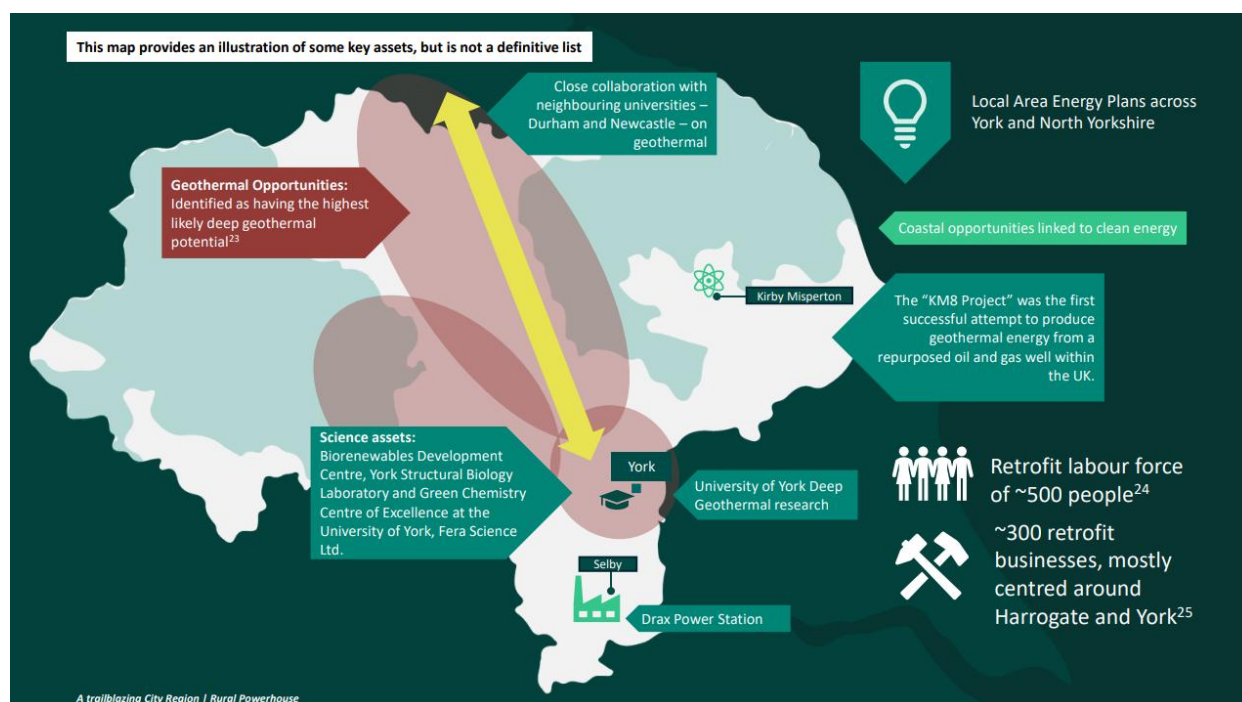 This map provides an illustration of some key assets, but is not a definitive list
Close collaboration with
neighbouring universities –
Durham and Newcastle – on
geothermal
Local Area Energy Plans across
York and North Yorkshire
Geothermal Opportunities:
Identified as having the highest
likely deep geothermal
potential23
Coastal opportunities linked to clean energy
Kirby Misperton
The “KM8 Project” was the first
successful attempt to produce
geothermal energy from a
repurposed oil and gas well within
the UK.
Science assets:
Biorenewables Development
Centre, York Structural Biology
Laboratory and Green Chemistry
Centre of Excellence at the
University of York, Fera Science
Ltd.
York
University of York Deep
Geothermal research
Retrofit labour force
of ~500 people24
~300 retrofit
businesses, mostly
centred around
Harrogate and York25
Selby
Drax Power Station
A trailblazing City Region | Rural Powerhouse